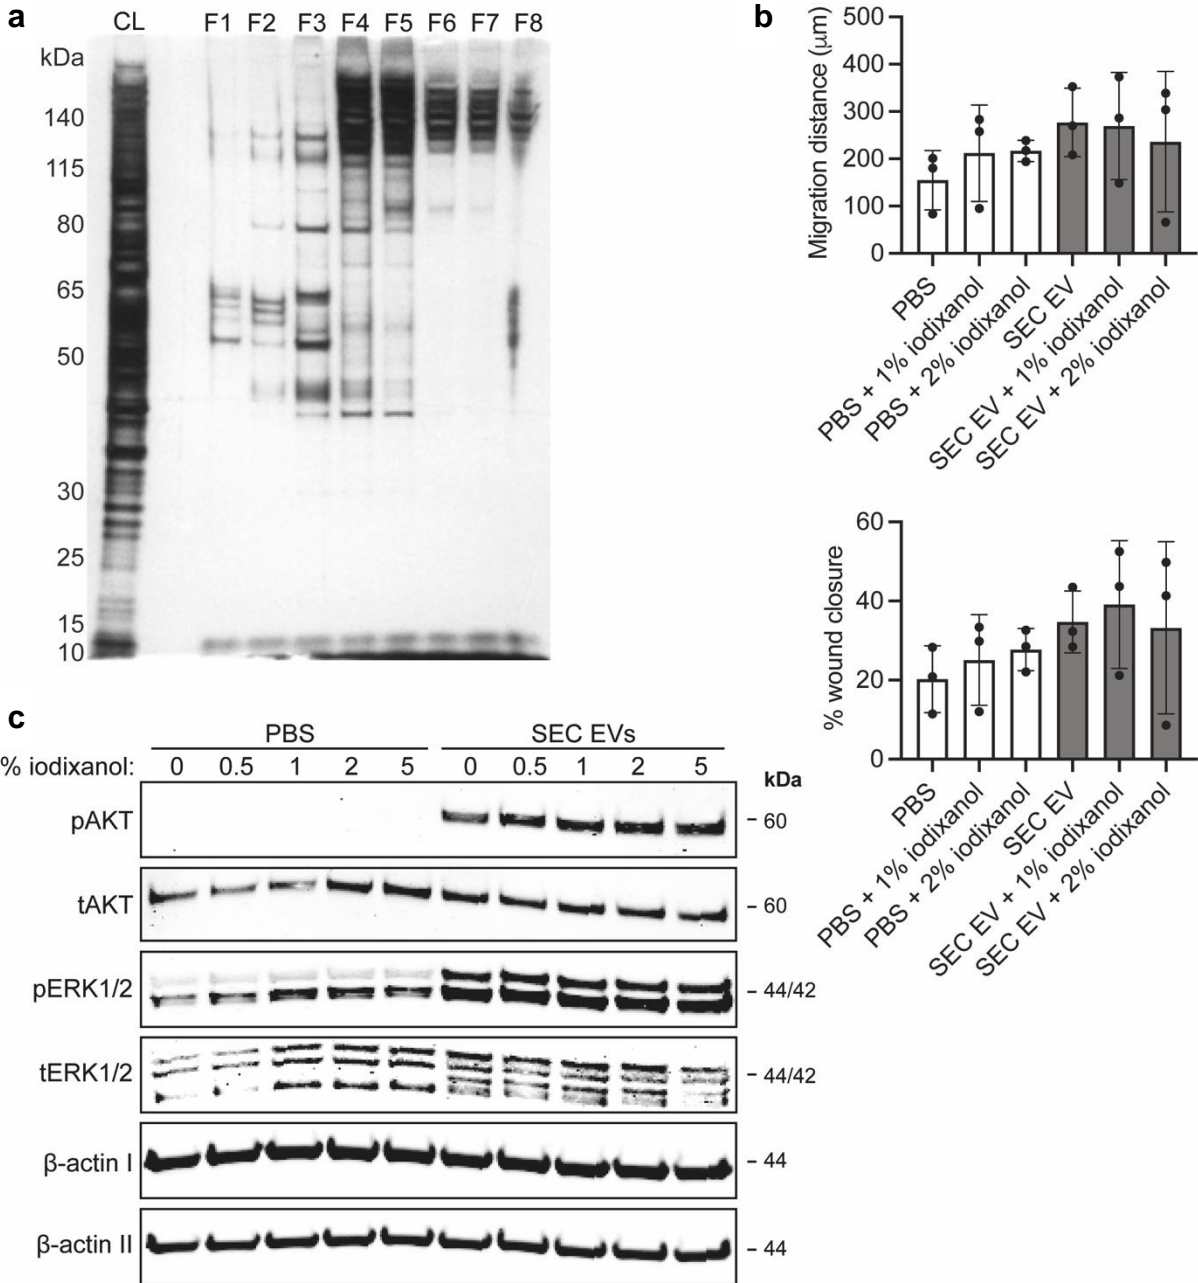 a
CL F1 F2 F3 F4 F5 F6 F7 F8
kDa
140
115
80
65
50
30
25
15
10
b
Migration distance (μm)
500
400
300
200
100
0
PBS
PBS + 1% iodixanol
PBS + 2% iodixanol
SEC EV
SEC EV + 1% iodixanol
SEC EV + 2% iodixanol
% wound closure
60
40
20
0
PBS
PBS + 1% iodixanol
PBS + 2% iodixanol
SEC EV
SEC EV + 1% iodixanol
SEC EV + 2% iodixanol
c
PBS SEC EVs
% iodixanol: 0 0.5 1 2 5 0 0.5 1 2 5 kDa
pAKT - 60
tAKT - 60
pERK1/2 - 44/42
tERK1/2 - 44/42
β-actin I - 44
β-actin II - 44